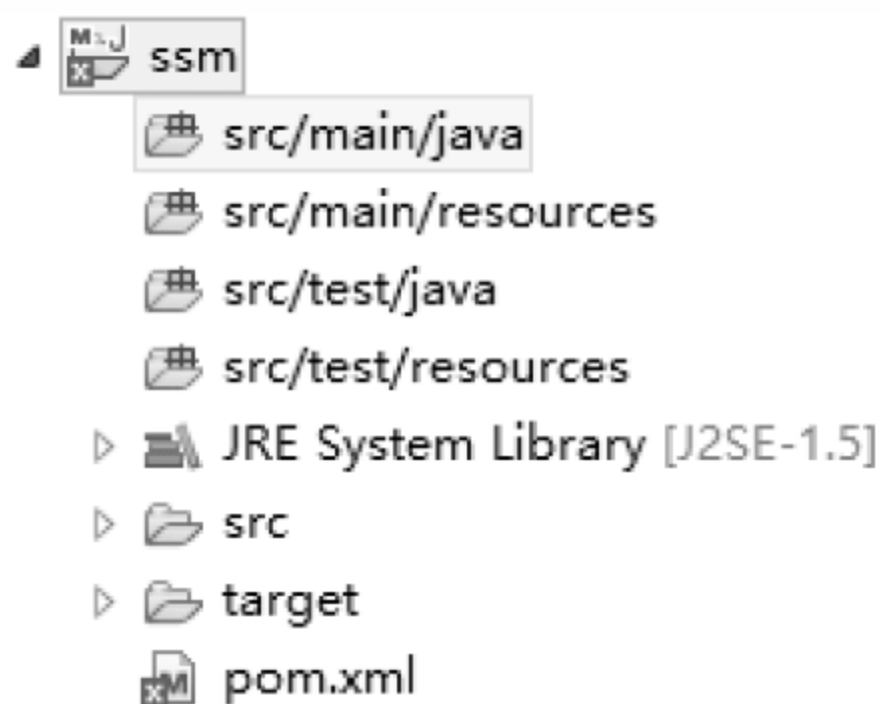 ssm
src/main/java
src/main/resources
src/test/java
src/test/resources
JRE System Library [J2SE-1.5]
src
target
pom.xml